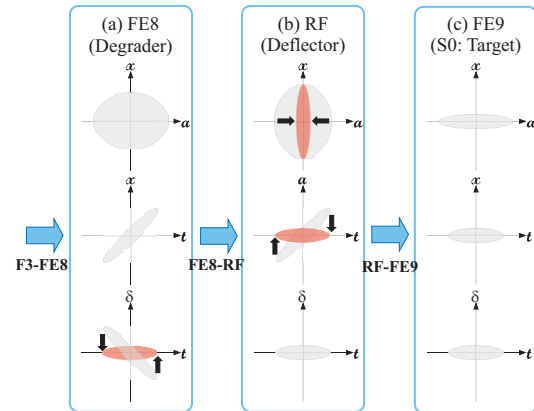 (a) FE8
(Degrader)
(b) RF
(Deflector)
(c) FE9
(S0: Target)
x
a
x
a
x
a
x
t
a
t
x
t
F3-FE8
FE8-RF
RF-FE9
δ
t
δ
t
δ
t